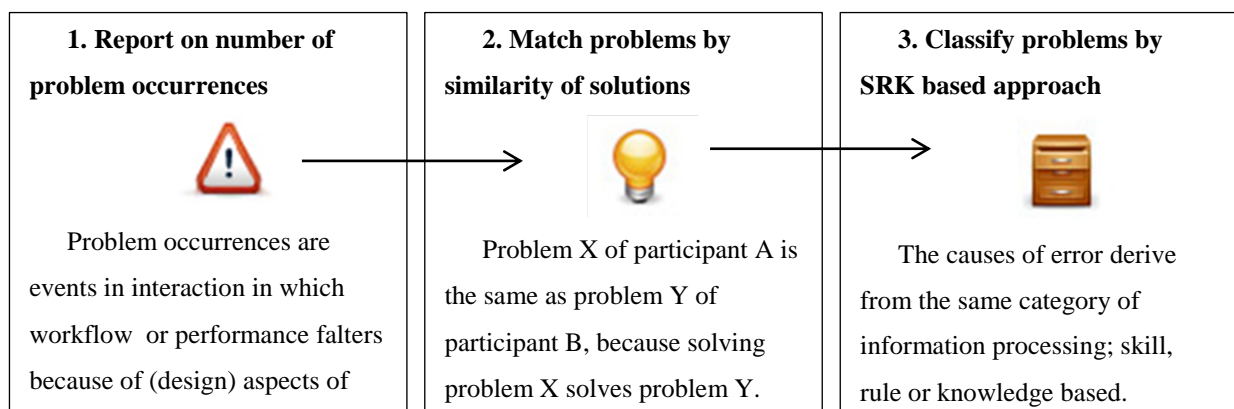 1. Report on number of
problem occurrences
Problem occurrences are
events in interaction in which
workflow or performance falters
because of (design) aspects of
2. Match problems by
similarity of solutions
Problem X of participant A is
the same as problem Y of
participant B, because solving
problem X solves problem Y.
3. Classify problems by
SRK based approach
The causes of error derive
from the same category of
information processing; skill,
rule or knowledge based.